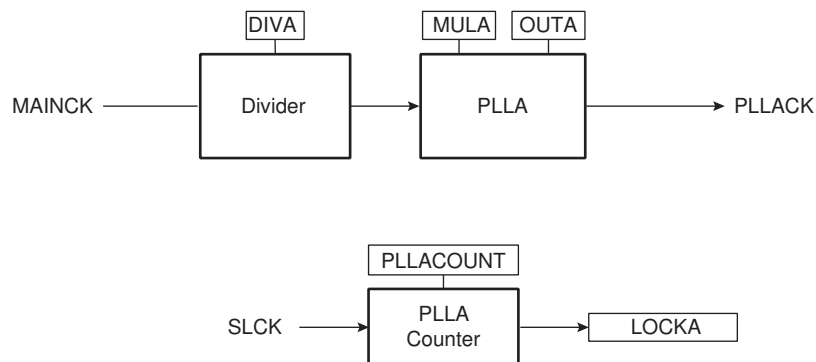 DIVA
MULA
OUTA
MAINCK
Divider
PLLA
PLLACK
PLLACOUNT
SLCK
PLLA
Counter
LOCKA